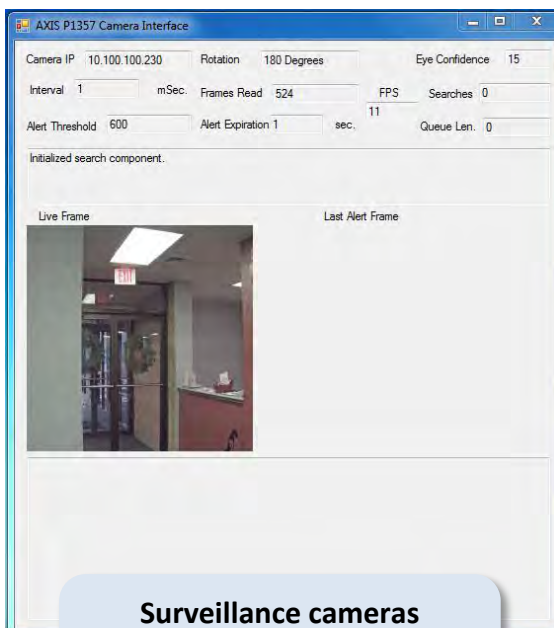 AXIS P1357 Camera Interface
Camera IP 10.100.100.230 Rotation 180 Degrees Eye Confidence 15
Interval 1 mSec. Frames Read 524 FPS Searches 0
11
Alert Threshold 600 Alert Expiration 1 sec. Queue Len. 0
Initialized search component.
Live Frame Last Alert Frame
EXIT
Surveillance cameras